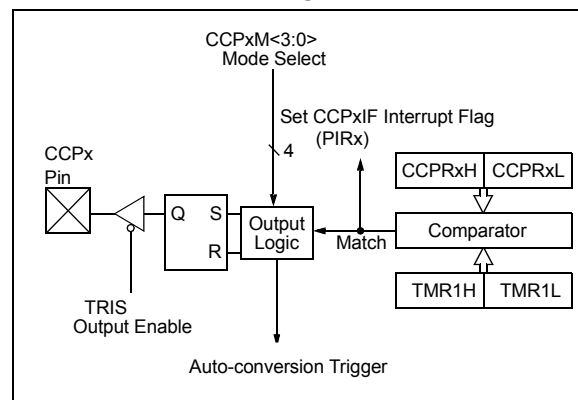 CCPxM<3:0>
Mode Select
Set CCPxIF Interrupt Flag
(PIRx)
4
CCPx
Pin
CCPRxH CCPRxL
Q S
R
Output
Logic
Match
Comparator
TMR1H TMR1L
TRIS
Output Enable
Auto-conversion Trigger